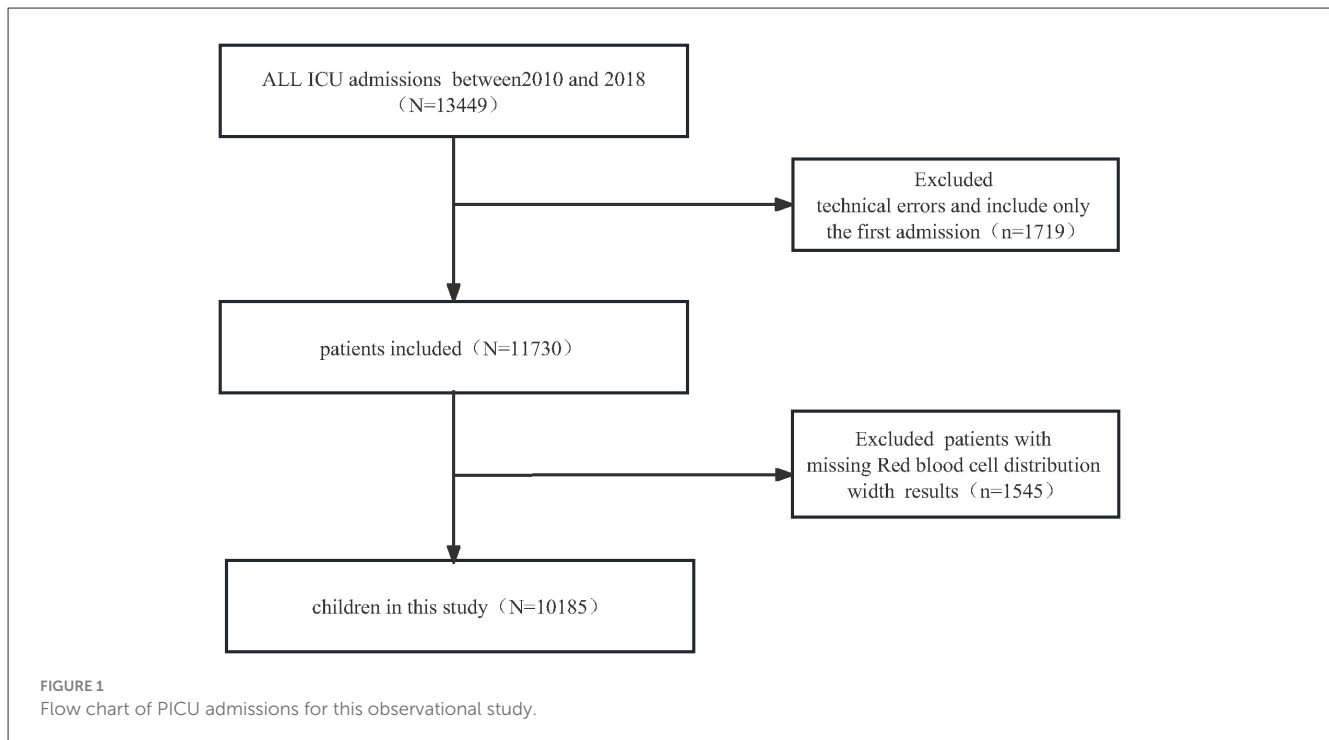 ALL ICU admissions between2010 and 2018
（N=13449）
Excluded
technical errors and include only
the first admission（n=1719）
patients included（N=11730）
Excluded patients with
missing Red blood cell distribution
width results（n=1545）
children in this study（N=10185）
FIGURE 1
Flow chart of PICU admissions for this observational study.